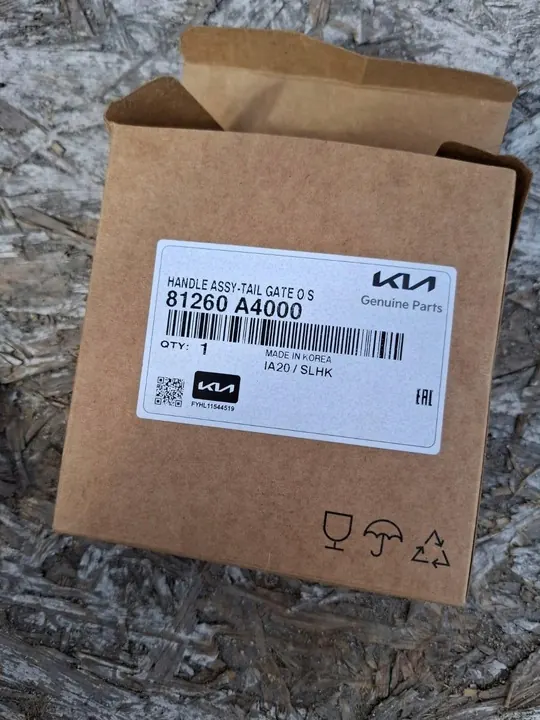 HANDLE ASSY-TAIL GATE O S
81260 A4000
KIA
Genuine Parts
QTY: 1
MADE IN KOREA
IA20 / SLHK
KIA
FYHL11544519
EAC